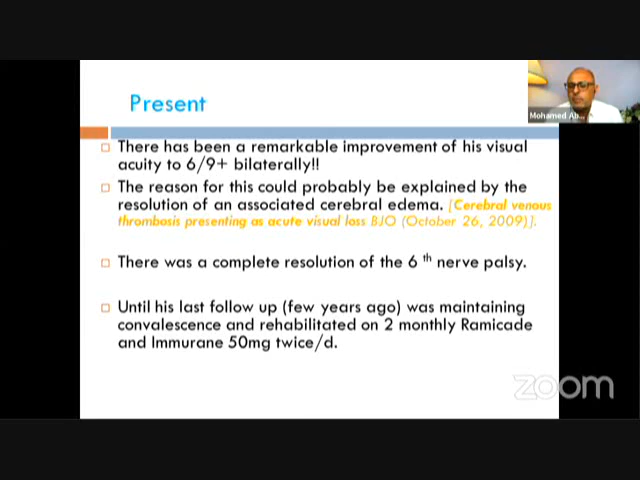 Present
There has been a remarkable improvement of his visual
acuity to 6/9+ bilaterally!!
The reason for this could probably be explained by the
resolution of an associated cerebral edema. [Cerebral venous
thrombosis presenting as acute visual loss BJO (October 26, 2009)].
There was a complete resolution of the 6 th nerve palsy.
Until his last follow up (few years ago) was maintaining
convalescence and rehabilitated on 2 monthly Ramicade
and Immurane 50mg twice/d.
Mohamed
zoom